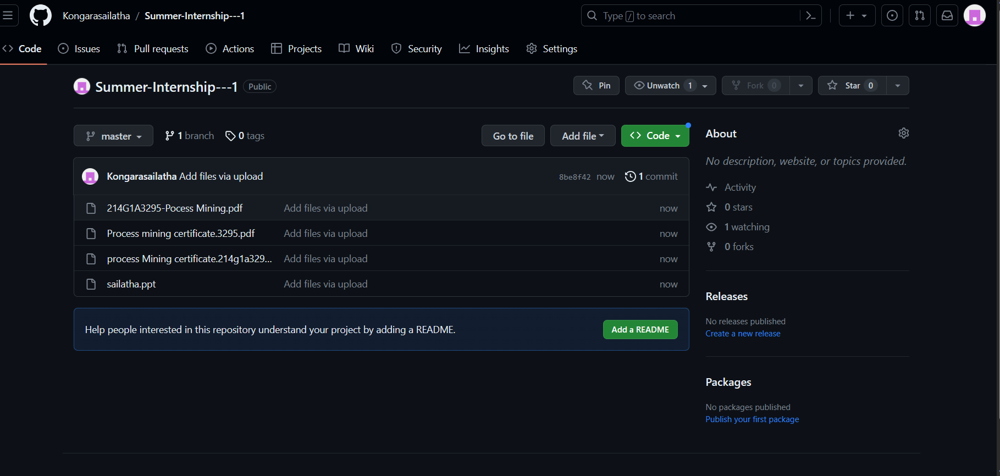 Kongarasailatha / Summer-Internship---1
Type / to search
Code Issues Pull requests Actions Projects Wiki Security Insights Settings
Summer-Internship---1 Public
Pin Unwatch 1 Fork 0 Star 0
master 1 branch 0 tags Go to file Add file Code
Kongarasailatha Add files via upload 8be8f42 now 1 commit
214G1A3295-Pocess Mining.pdf Add files via upload now
Process mining certificate.3295.pdf Add files via upload now
process Mining certificate.214g1a329... Add files via upload now
sailatha.ppt Add files via upload now
Help people interested in this repository understand your project by adding a README. Add a README
About
No description, website, or topics provided.
Activity
0 stars
1 watching
0 forks
Releases
No releases published
Create a new release
Packages
No packages published
Publish your first package